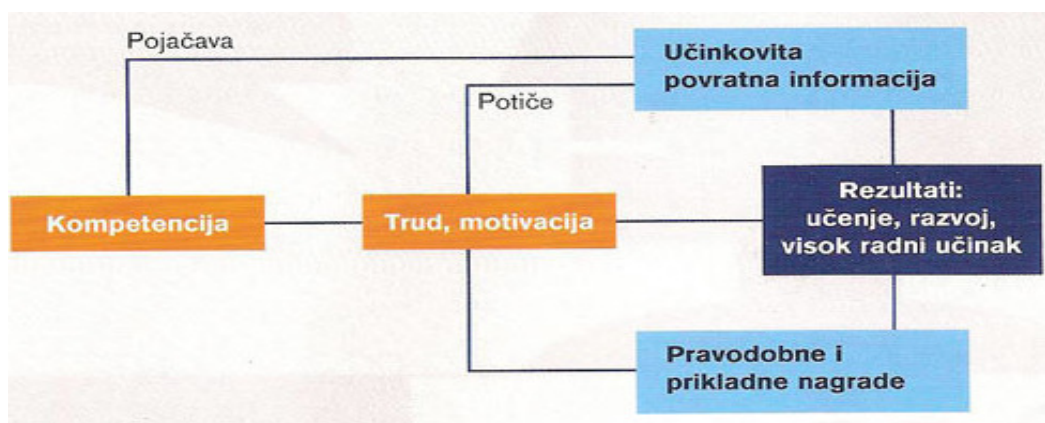 Pojačava
Učinkovita
povratna informacija
Potiče
Kompetencija
Trud, motivacija
Rezultati:
učenje, razvoj,
visok radni učinak
Pravodobne i
prikladne nagrade